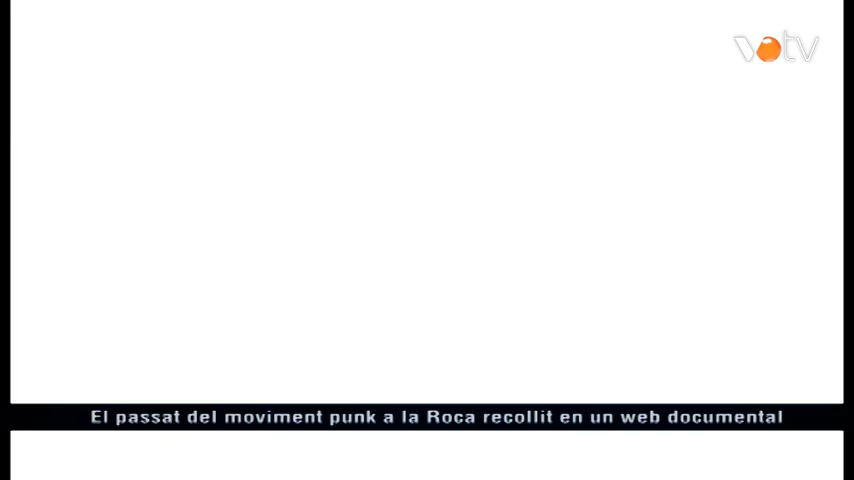 votv
El passat del moviment punk a la Roca recollit en un web documental